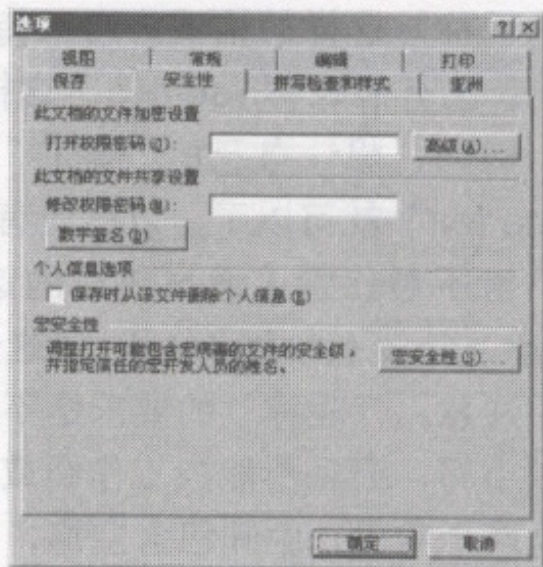 选项
视图 常规 编辑 打印
保存 安全性 拼写检查和样式 亚洲
此文档的文件加密设置
打开权限密码(O): 高级(A)...
此文档的文件共享设置
修改权限密码(M):
数字签名(D)
个人信息选项
保存时从该文件删除个人信息(R)
宏安全性
调整打开可能包含宏病毒的文件的安全级,
并指定信任的宏开发人员的姓名。 宏安全性(S)...
确定 取消